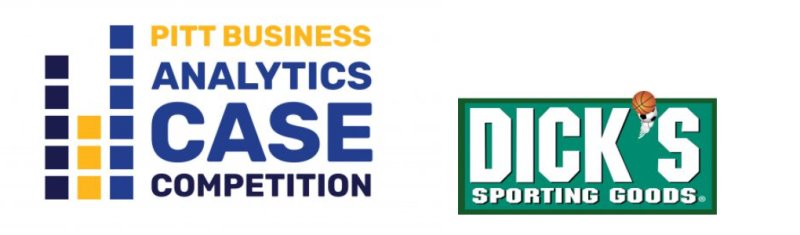 PITT BUSINESS
ANALYTICS
CASE
COMPETITION
DICK'S
SPORTING GOODS®